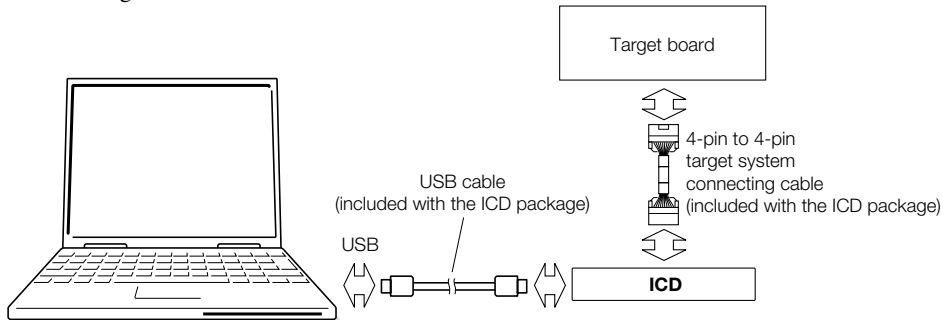 Target board
4-pin to 4-pin
target system
connecting cable
(included with the ICD package)
USB cable
(included with the ICD package)
USB
ICD